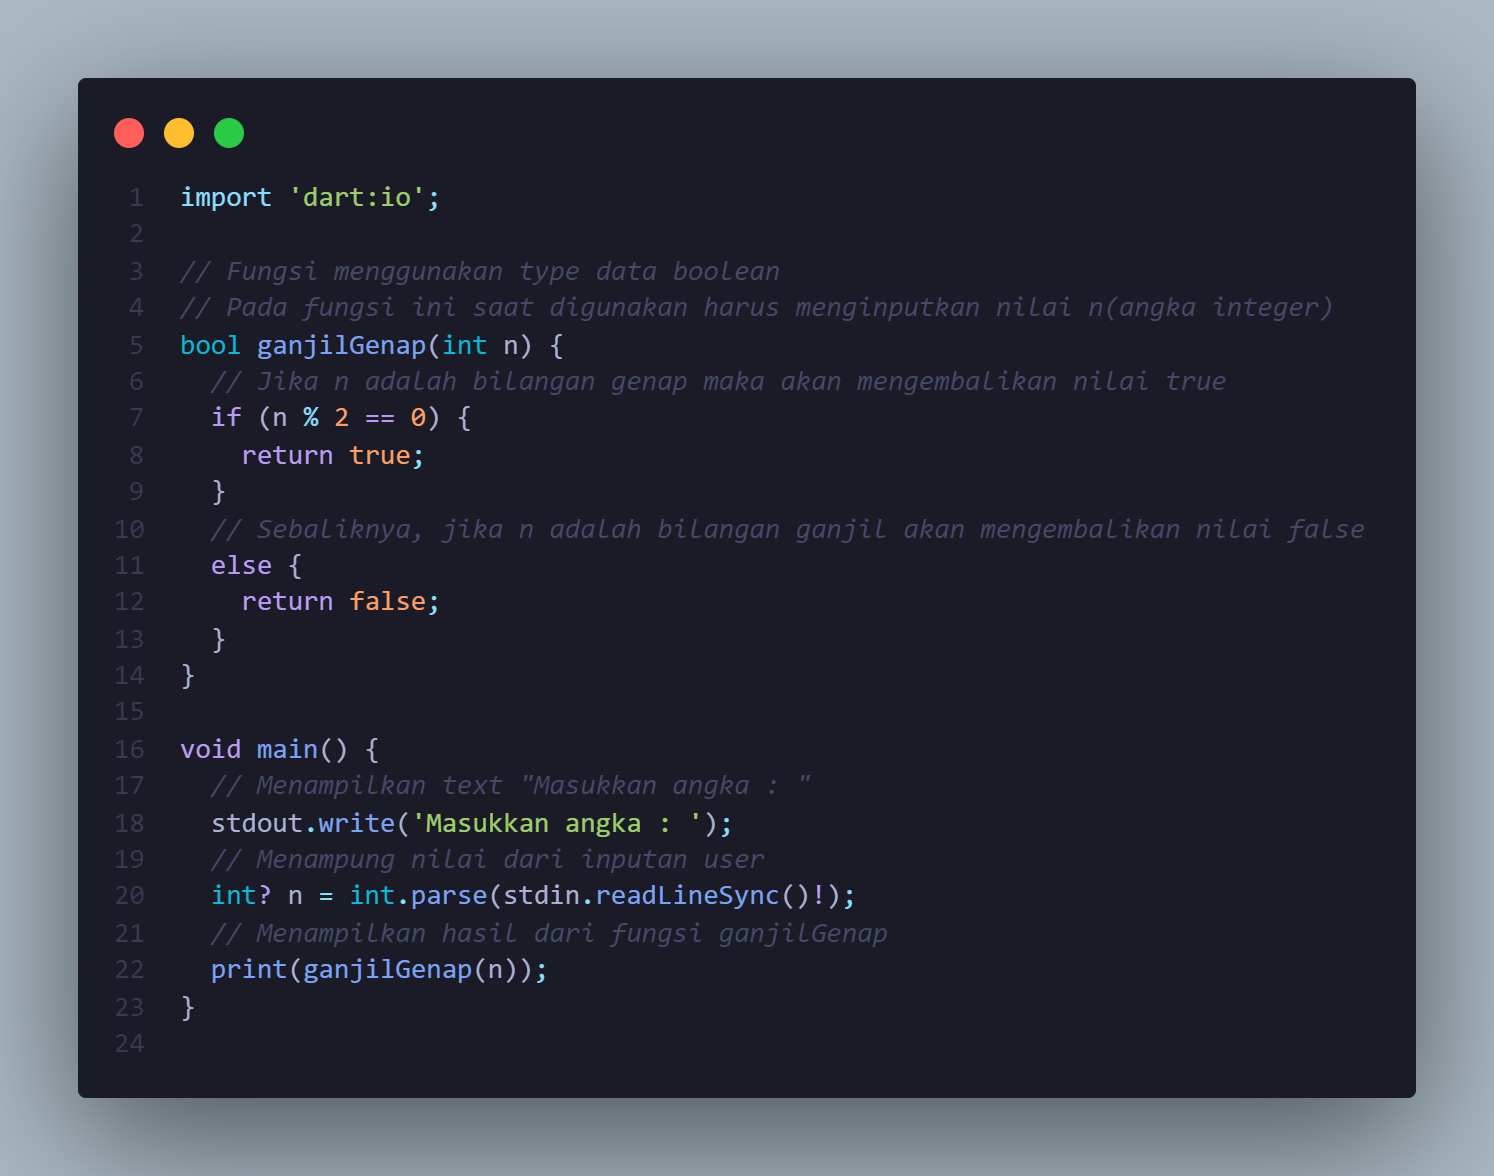 1 import 'dart:io';
2
3 // Fungsi menggunakan type data boolean
4 // Pada fungsi ini saat digunakan harus menginputkan nilai n(angka integer)
5 bool ganjilGenap(int n) {
6   // Jika n adalah bilangan genap maka akan mengembalikan nilai true
7   if (n % 2 == 0) {
8     return true;
9   }
10   // Sebaliknya, jika n adalah bilangan ganjil akan mengembalikan nilai false
11   else {
12     return false;
13   }
14 }
15
16 void main() {
17   // Menampilkan text "Masukkan angka : "
18   stdout.write('Masukkan angka : ');
19   // Menampung nilai dari inputan user
20   int? n = int.parse(stdin.readLineSync()!);
21   // Menampilkan hasil dari fungsi ganjilGenap
22   print(ganjilGenap(n));
23 }
24